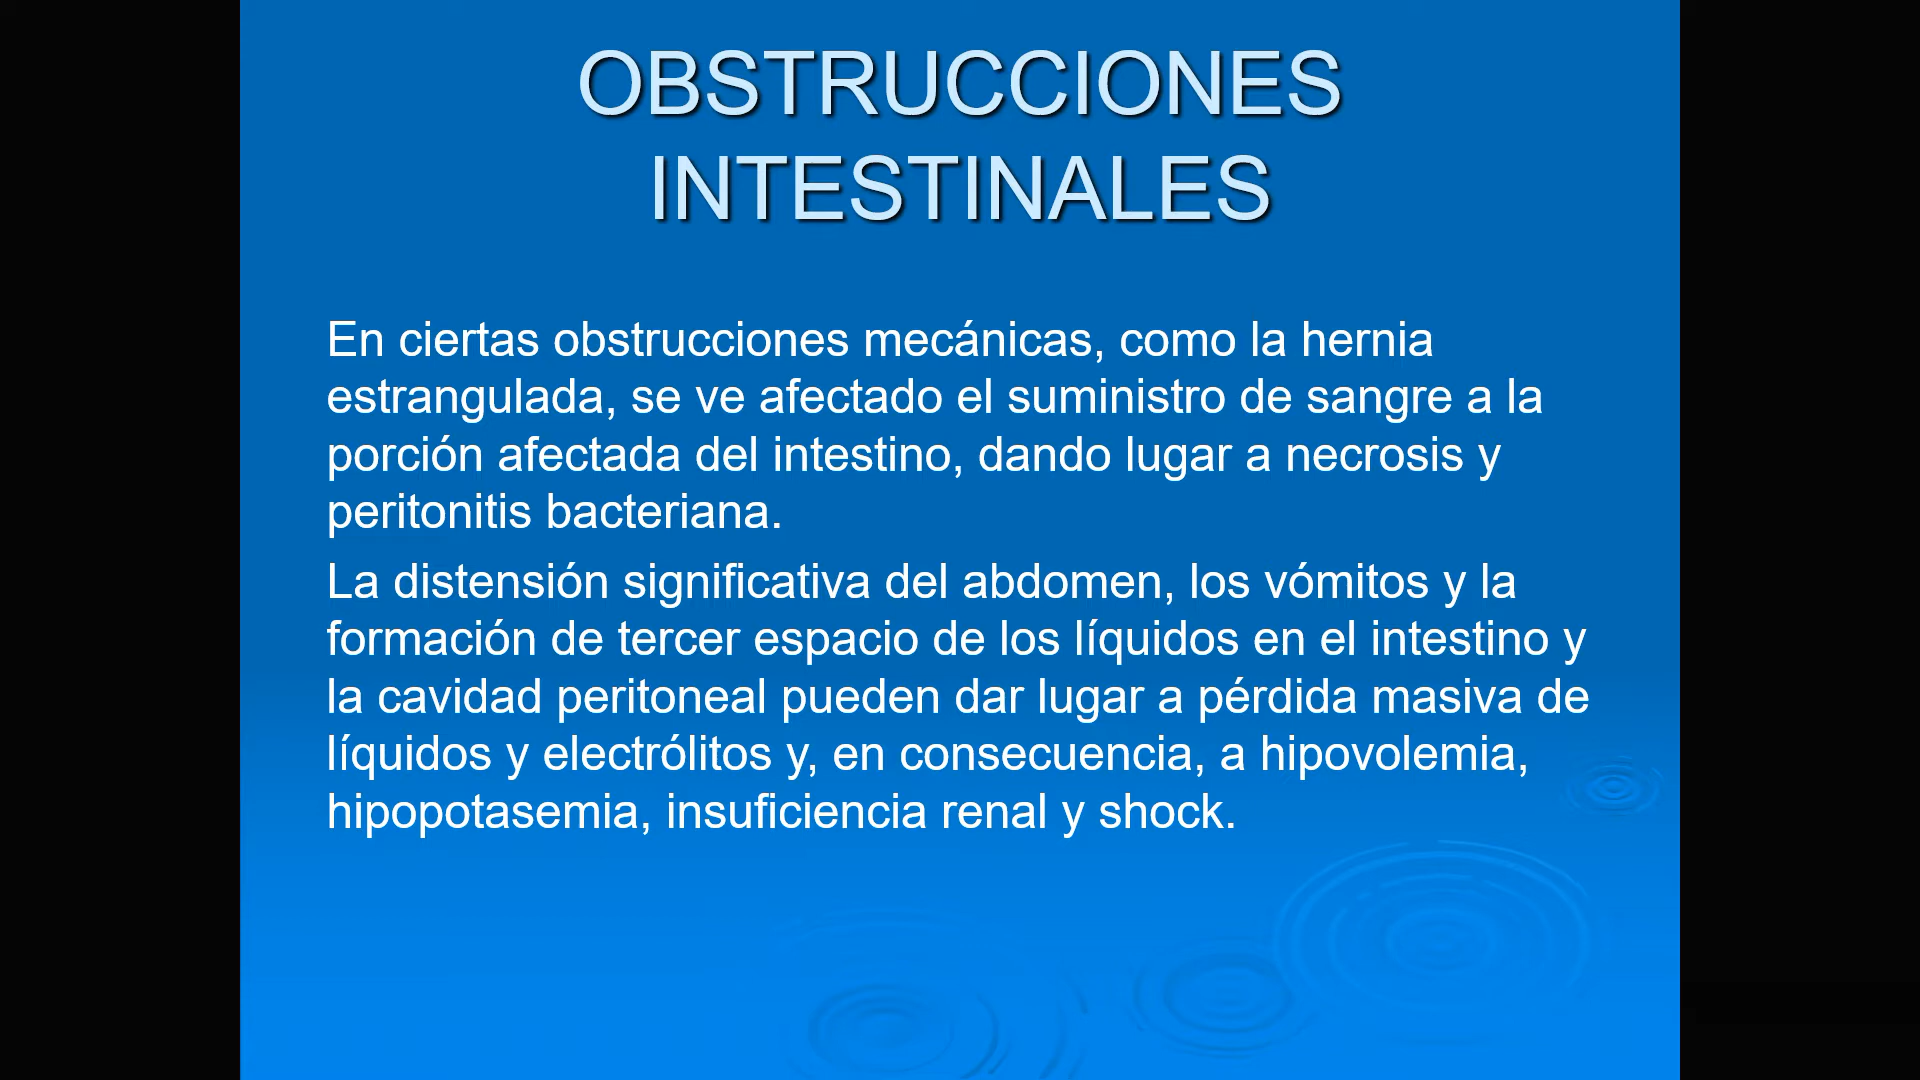 OBSTRUCCIONES
INTESTINALES
En ciertas obstrucciones mecánicas, como la hernia
estrangulada, se ve afectado el suministro de sangre a la
porción afectada del intestino, dando lugar a necrosis y
peritonitis bacteriana.
La distensión significativa del abdomen, los vómitos y la
formación de tercer espacio de los líquidos en el intestino y
la cavidad peritoneal pueden dar lugar a pérdida masiva de
líquidos y electrólitos y, en consecuencia, a hipovolemia,
hipopotasemia, insuficiencia renal y shock.